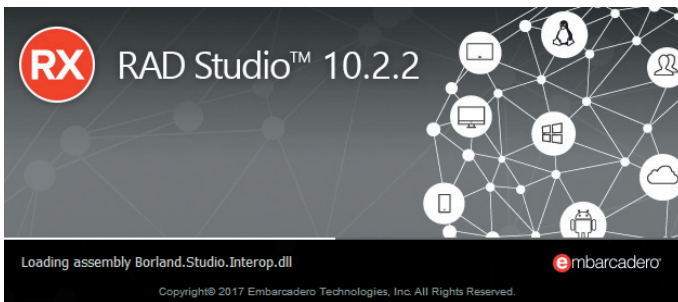 RX RAD Studio™ 10.2.2
Loading assembly Borland.Studio.Interop.dll
embarcadero®
Copyright© 2017 Embarcadero Technologies, Inc. All Rights Reserved.